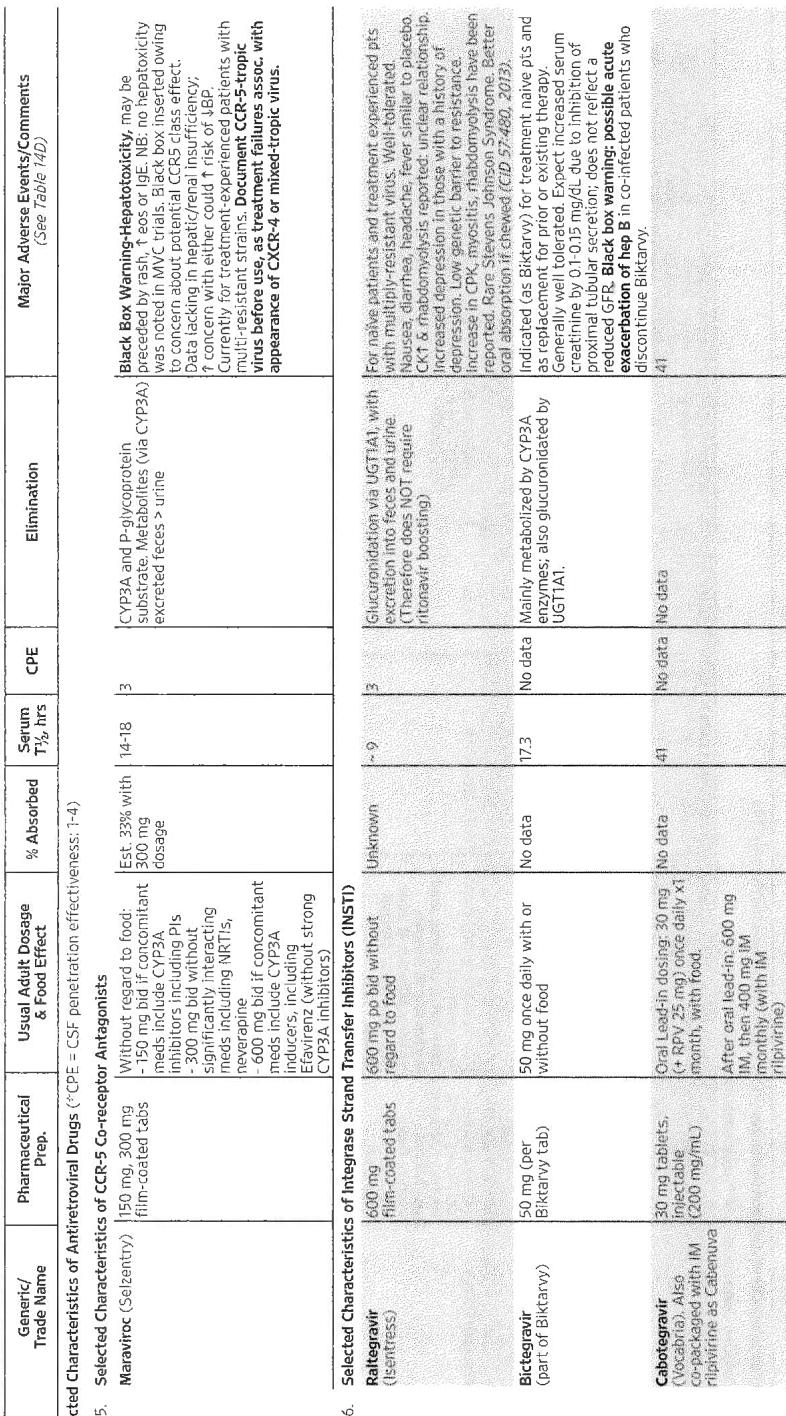 Generic/
Trade Name
Pharmaceutical
Prep.
Usual Adult Dosage
& Food Effect
% Absorbed
Serum
T½, hrs
CPE
Elimination
Major Adverse Events/Comments
(See Table 14D)
cted Characteristics of Antiretroviral Drugs (*CPE = CSF penetration effectiveness: 1-4)
5. Selected Characteristics of CCR-5 Co-receptor Antagonists
Maraviroc (Selzentry)
150 mg, 300 mg
film-coated tabs
Without regard to food:
- 150 mg bid if concomitant
meds include CYP3A
inhibitors including PIs
- 300 mg bid without
significantly interacting
meds including NRTIs,
nevirapine
- 600 mg bid if concomitant
meds include CYP3A
inducers, including
Efavirenz (without strong
CYP3A inhibitors)
Est. 33% with
300 mg
dosage
14-18
3
CYP3A and P-glycoprotein
substrate. Metabolites (via CYP3A)
excreted feces > urine
Black Box Warning-Hepatotoxicity, may be
preceded by rash, ↑ eos or IgE. NB: no hepatoxicity
was noted in MVC trials. Black box inserted owing
to concern about potential CCR5 class effect.
Data lacking in hepatic/renal insufficiency;
↑ concern with either could ↑ risk of ↓BP.
Currently for treatment-experienced patients with
multi-resistant strains. Document CCR-5-tropic
virus before use, as treatment failures assoc. with
appearance of CXCR-4 or mixed-tropic virus.
6. Selected Characteristics of Integrase Strand Transfer Inhibitors (INSTI)
Raltegravir
(Isentress)
600 mg
film-coated tabs
600 mg po bid without
regard to food
Unknown
~ 9
3
Glucuronidation via UGT1A1, with
excretion into feces and urine.
(Therefore does NOT require
ritonavir boosting)
For naive patients and treatment experienced pts
with multiply-resistant virus. Well-tolerated.
Nausea, diarrhea, headache, fever similar to placebo.
CK↑ & rhabdomyolysis reported: unclear relationship.
Increased depression in those with a history of
depression. Low genetic barrier to resistance.
Increase in CPK, myositis, rhabdomyolysis have been
reported. Rare Stevens Johnson Syndrome. Better
oral absorption if chewed (CID 57:480, 2013).
Bictegravir
(part of Biktarvy)
50 mg (per
Biktarvy tab)
50 mg once daily with or
without food
No data
17.3
No data
Mainly metabolized by CYP3A
enzymes; also glucuronidated by
UGT1A1.
Indicated (as Biktarvy) for treatment naive pts and
as replacement for prior or existing therapy.
Generally well tolerated. Expect increased serum
creatinine by 0.1-0.15 mg/dL due to inhibition of
proximal tubular secretion; does not reflect a
reduced GFR. Black box warning: possible acute
exacerbation of hep B in co-infected patients who
discontinue Biktarvy.
Cabotegravir
(Vocabria). Also
co-packaged with IM
rilpivirine as Cabenuva
30 mg tablets,
injectable
(200 mg/mL)
Oral Lead-in dosing: 30 mg
(+ RPV 25 mg) once daily x1
month, with food.
After oral lead-in: 600 mg
IM, then 400 mg IM
monthly (with IM
rilpivirine)
No data
41
No data
No data
41